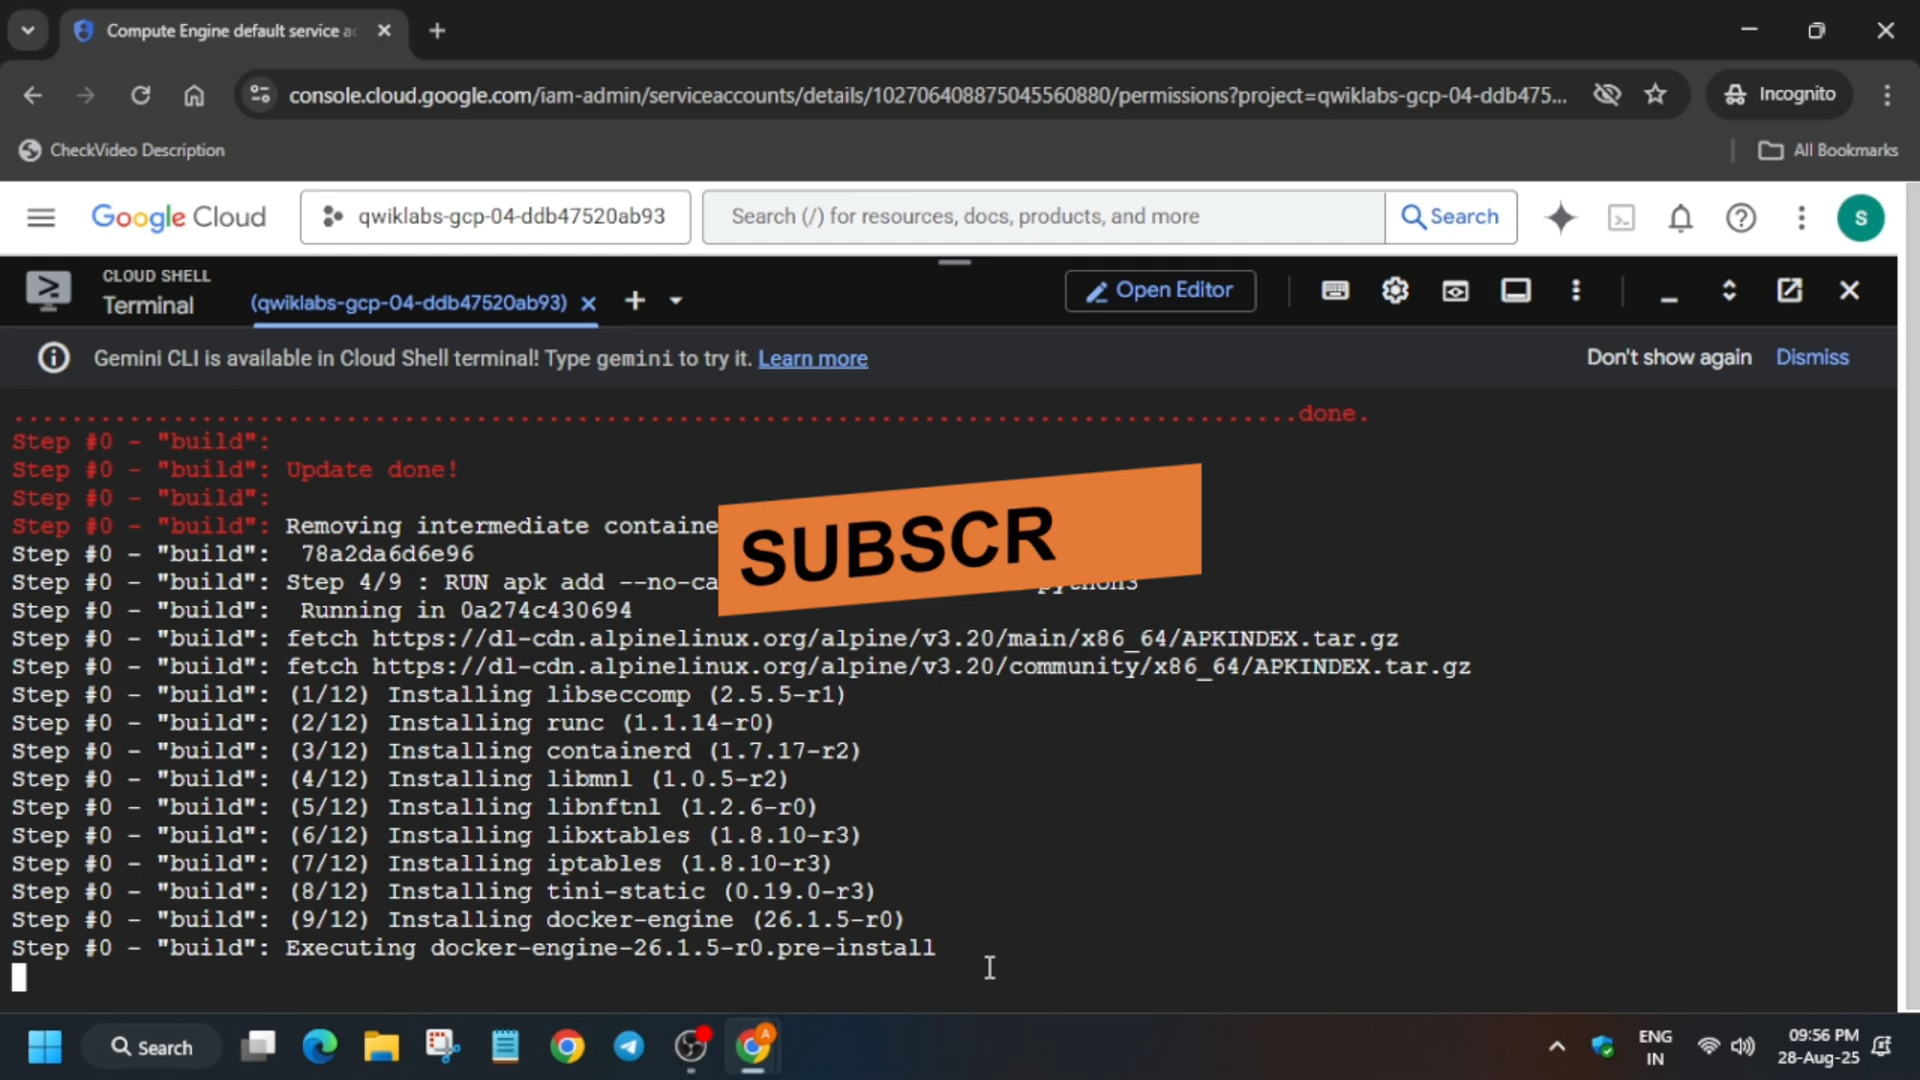 Compute Engine default service ac
console.cloud.google.com/iam-admin/serviceaccounts/details/102706408875045560880/permissions?project=qwiklabs-gcp-04-ddb475...
Incognito
CheckVideo Description
All Bookmarks
Google Cloud
qwiklabs-gcp-04-ddb47520ab93
Search (/) for resources, docs, products, and more
Search
S
CLOUD SHELL
Terminal
(qwiklabs-gcp-04-ddb47520ab93)
Open Editor
Gemini CLI is available in Cloud Shell terminal! Type gemini to try it. Learn more
Don't show again
Dismiss
.........................................................................................done.
Step #0 - "build":
Step #0 - "build": Update done!
Step #0 - "build":
Step #0 - "build": Removing intermediate containe
SUBSCR
Step #0 - "build":  78a2da6d6e96
Step #0 - "build": Step 4/9 : RUN apk add --no-ca python3
Step #0 - "build":  Running in 0a274c430694
Step #0 - "build": fetch https://dl-cdn.alpinelinux.org/alpine/v3.20/main/x86_64/APKINDEX.tar.gz
Step #0 - "build": fetch https://dl-cdn.alpinelinux.org/alpine/v3.20/community/x86_64/APKINDEX.tar.gz
Step #0 - "build": (1/12) Installing libseccomp (2.5.5-r1)
Step #0 - "build": (2/12) Installing runc (1.1.14-r0)
Step #0 - "build": (3/12) Installing containerd (1.7.17-r2)
Step #0 - "build": (4/12) Installing libmnl (1.0.5-r2)
Step #0 - "build": (5/12) Installing libnftnl (1.2.6-r0)
Step #0 - "build": (6/12) Installing libxtables (1.8.10-r3)
Step #0 - "build": (7/12) Installing iptables (1.8.10-r3)
Step #0 - "build": (8/12) Installing tini-static (0.19.0-r3)
Step #0 - "build": (9/12) Installing docker-engine (26.1.5-r0)
Step #0 - "build": Executing docker-engine-26.1.5-r0.pre-install
Search
ENG
IN
09:56 PM
28-Aug-25